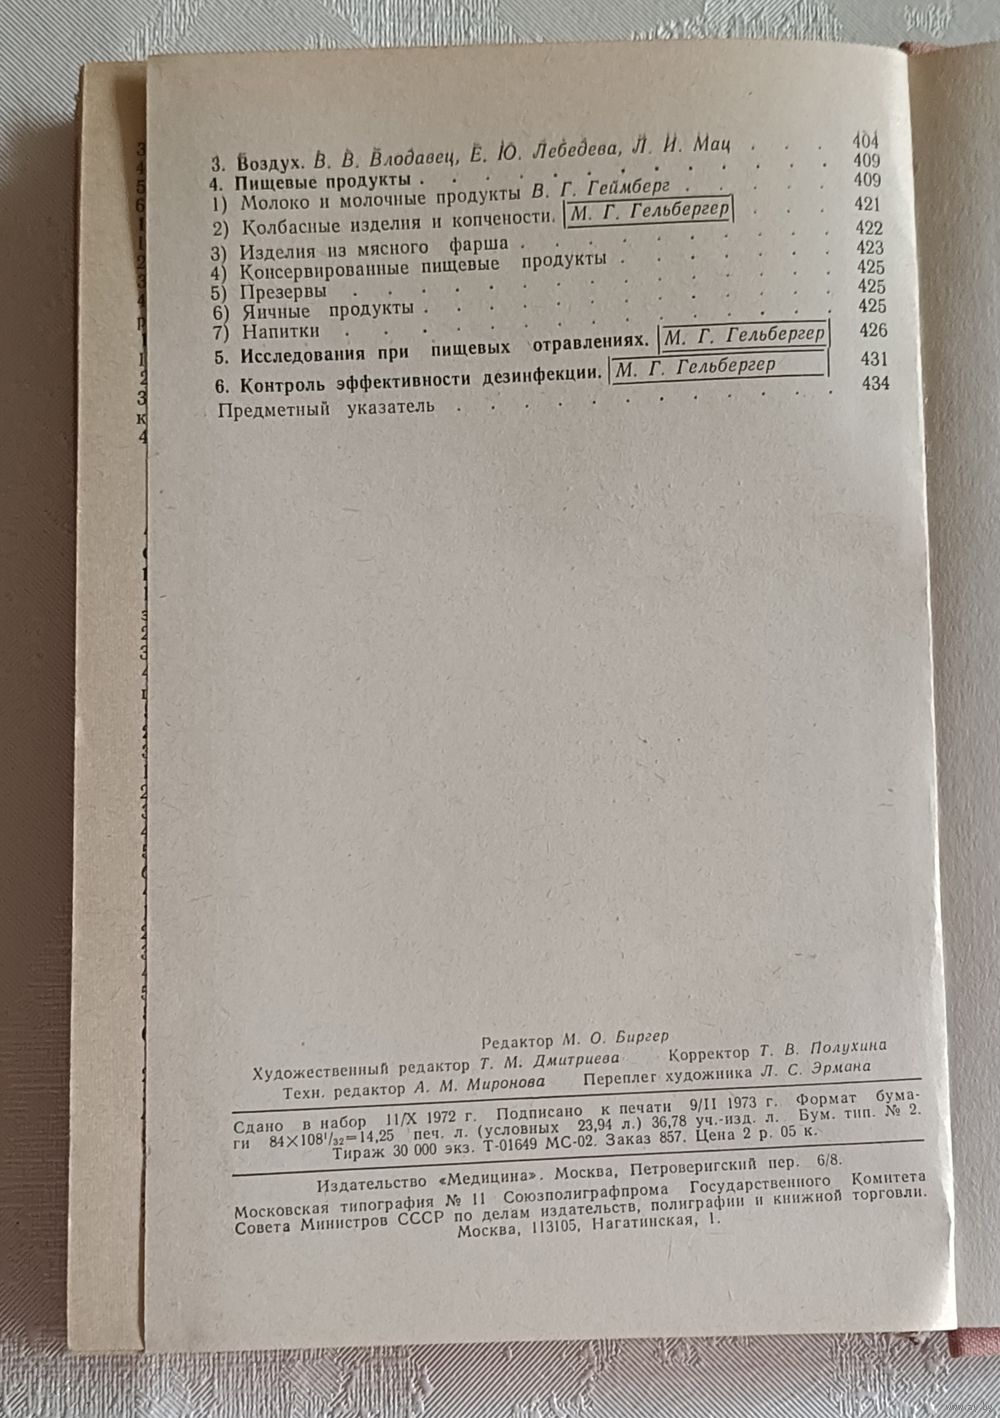 3. Воздух. В. В. Влодавец, Е. Ю. Лебедева, Л. И. Мац . . . 404
4. Пищевые продукты . . . . . . . . . . . 409
1) Молоко и молочные продукты В. Г. Геймберг . . . . . 409
2) Колбасные изделия и копчености. М. Г. Гельбергер . . . 421
3) Изделия из мясного фарша . . . . . . . . . 422
4) Консервированные пищевые продукты . . . . . . 423
5) Презервы . . . . . . . . . . . 425
6) Яичные продукты . . . . . . . . . . 425
7) Напитки . . . . . . . . . . . . 425
5. Исследования при пищевых отравлениях. М. Г. Гельбергер 426
6. Контроль эффективности дезинфекции. М. Г. Гельбергер 431
Предметный указатель . . . . . . . . . 434
Редактор М. О. Биргер
Художественный редактор Т. М. Дмитриева Корректор Т. В. Полухина
Техн. редактор А. М. Миронова Переплет художника Л. С. Эрмана
Сдано в набор 11/X 1972 г. Подписано к печати 9/II 1973 г. Формат бума-
ги 84×108¹/₃₂=14,25 печ. л. (условных 23,94 л.) 36,78 уч.-изд. л. Бум. тип. № 2.
Тираж 30 000 экз. Т-01649 МС-02. Заказ 857. Цена 2 р. 05 к.
Издательство «Медицина». Москва, Петроверигский пер. 6/8.
Московская типография № 11 Союзполиграфпрома Государственного Комитета
Совета Министров СССР по делам издательств, полиграфии и книжной торговли.
Москва, 113105, Нагатинская, 1.
www.ay.by